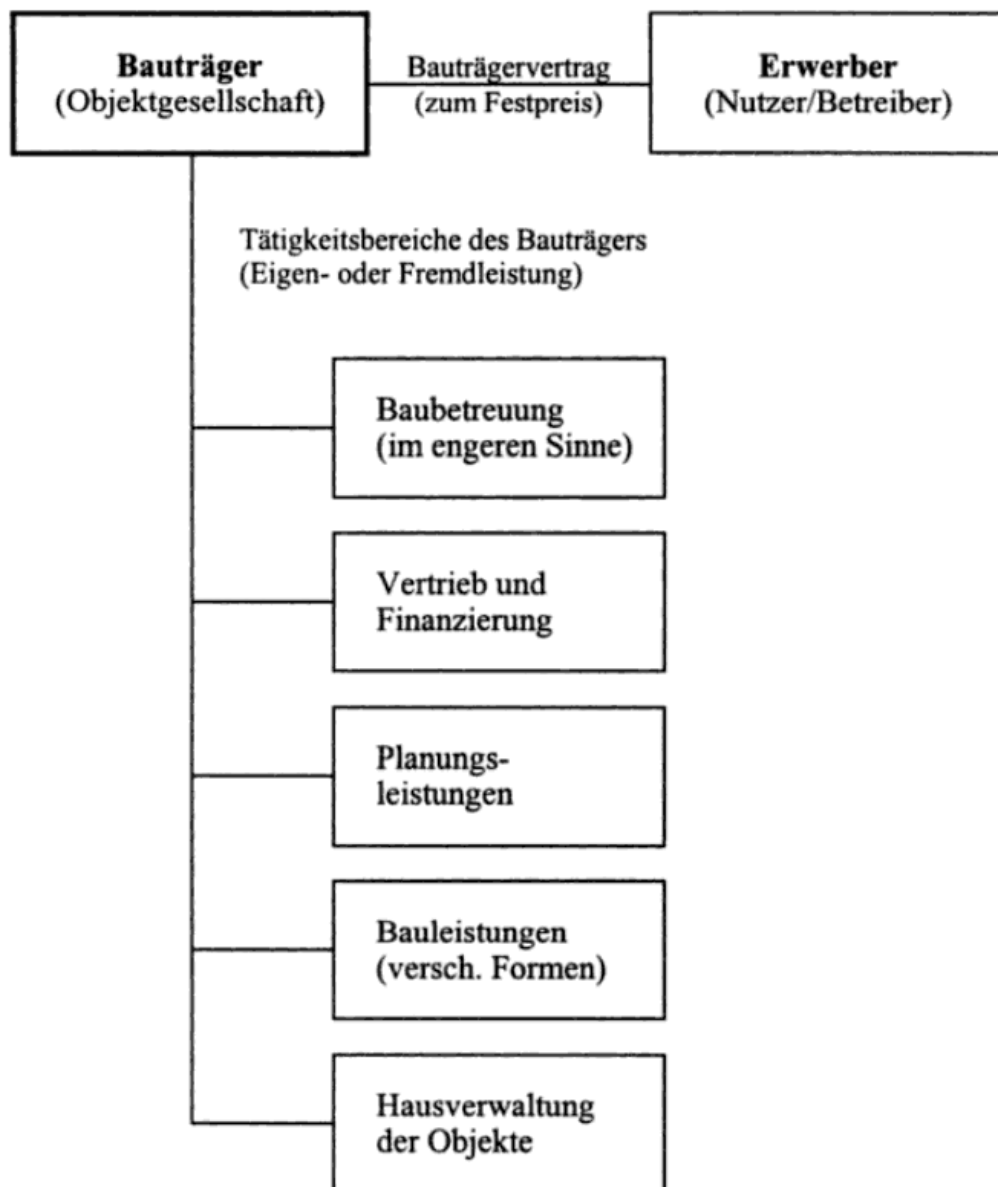 Bauträger
(Objektgesellschaft)
Bauträgervertrag
(zum Festpreis)
Erwerber
(Nutzer/Betreiber)
Tätigkeitsbereiche des Bauträgers
(Eigen- oder Fremdleistung)
Baubetreuung
(im engeren Sinne)
Vertrieb und
Finanzierung
Planungs-
leistungen
Bauleistungen
(versch. Formen)
Hausverwaltung
der Objekte